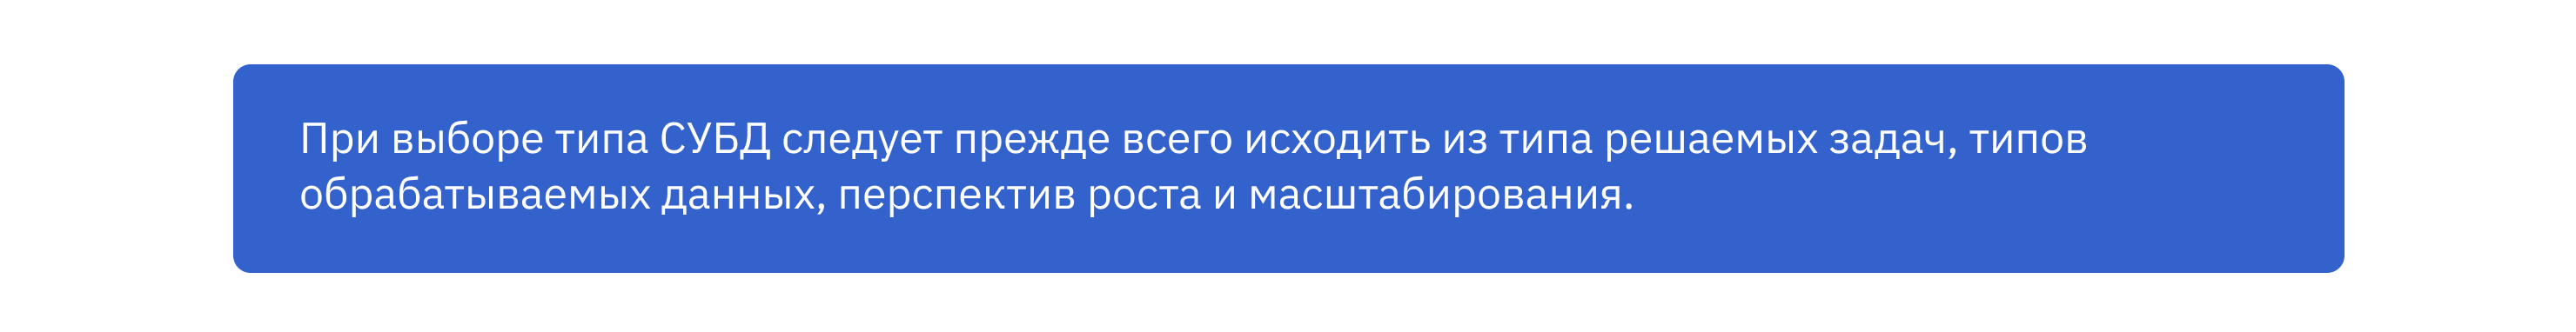 При выборе типа СУБД следует прежде всего исходить из типа решаемых задач, типов
обрабатываемых данных, перспектив роста и масштабирования.